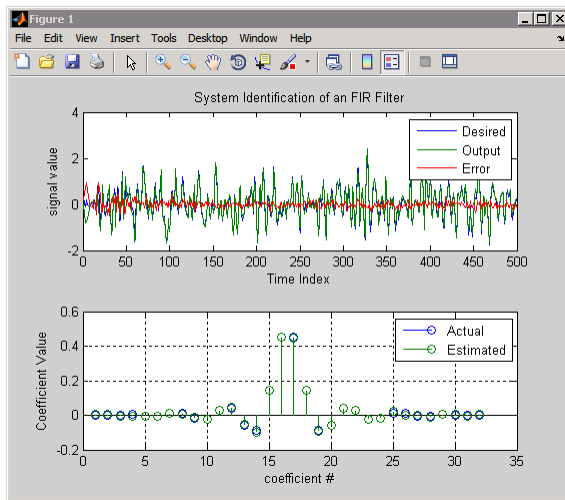 Figure 1
File Edit View Insert Tools Desktop Window Help
System Identification of an FIR Filter
4
2
0
-2
signal value
Desired
Output
Error
0 50 100 150 200 250 300 350 400 450 500
Time Index
0.6
0.4
0.2
0
-0.2
Coefficient Value
Actual
Estimated
0 5 10 15 20 25 30 35
coefficient #